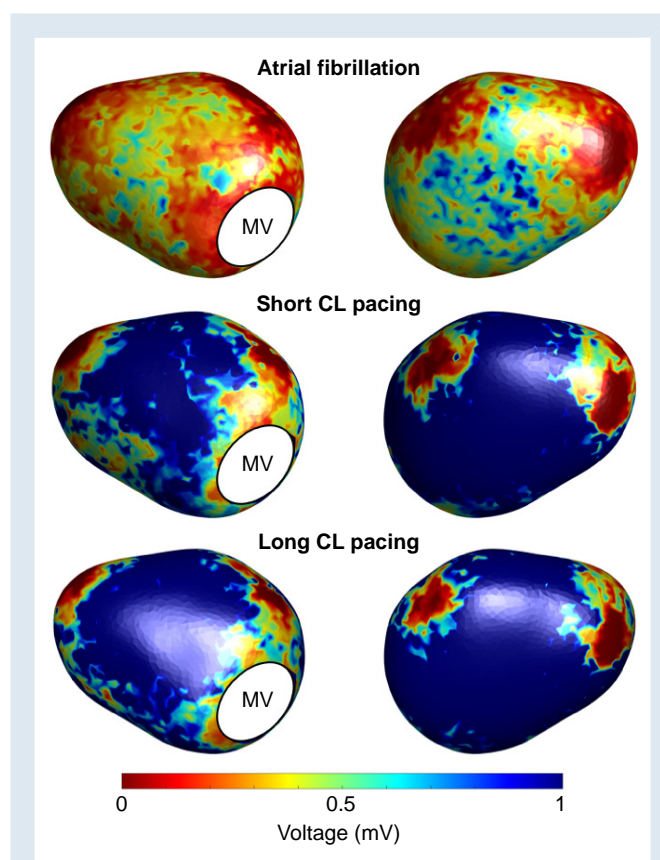 Atrial fibrillation
MV
Short CL pacing
MV
Long CL pacing
MV
0 0.5 1
Voltage (mV)